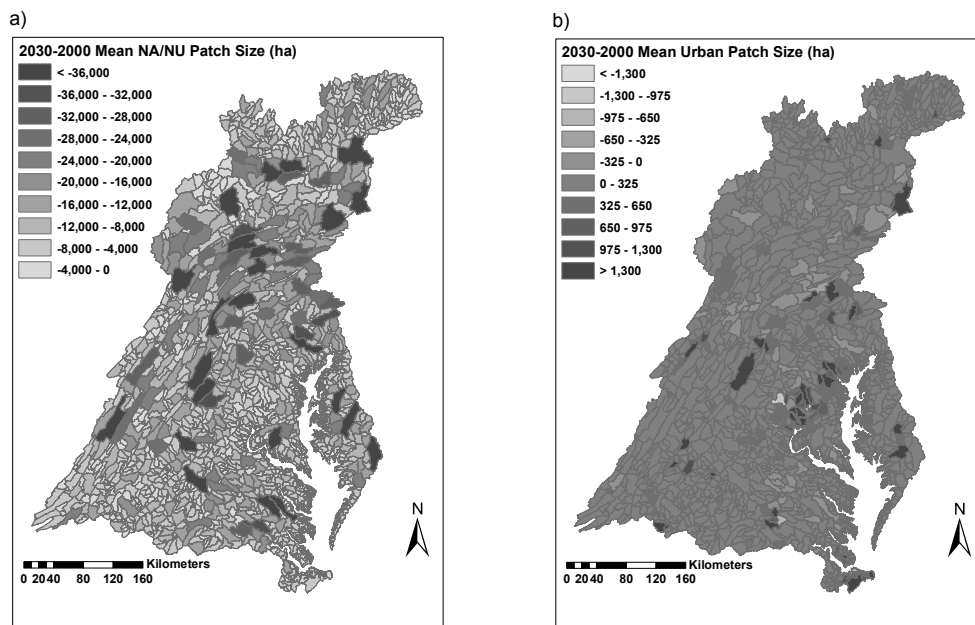 a)
2030-2000 Mean NA/NU Patch Size (ha)
< -36,000
-36,000 - -32,000
-32,000 - -28,000
-28,000 - -24,000
-24,000 - -20,000
-20,000 - -16,000
-16,000 - -12,000
-12,000 - -8,000
-8,000 - -4,000
-4,000 - 0
N
Kilometers
0 20 40 80 120 160
b)
2030-2000 Mean Urban Patch Size (ha)
< -1,300
-1,300 - -975
-975 - -650
-650 - -325
-325 - 0
0 - 325
325 - 650
650 - 975
975 - 1,300
> 1,300
N
Kilometers
0 20 40 80 120 160